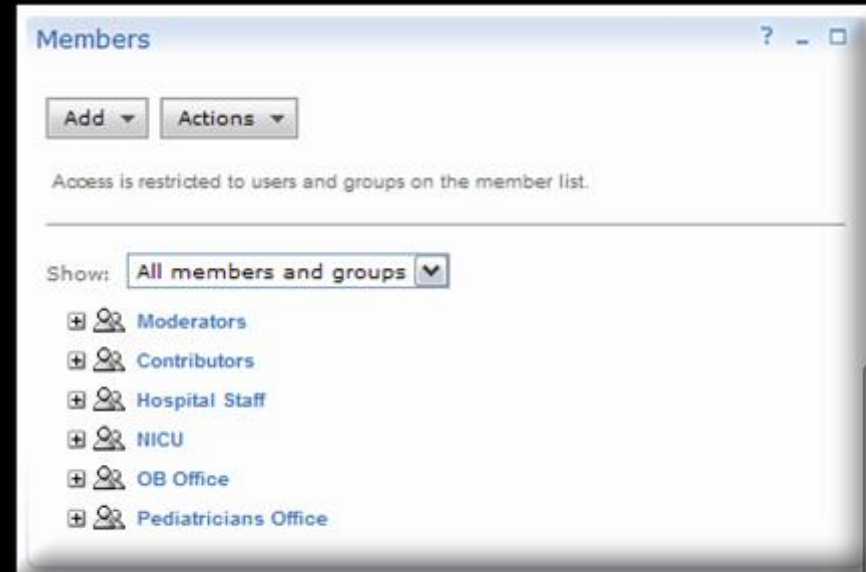 Members ?
Add Actions
Access is restricted to users and groups on the member list.
Show: All members and groups
Moderators
Contributors
Hospital Staff
NICU
OB Office
Pediatricians Office